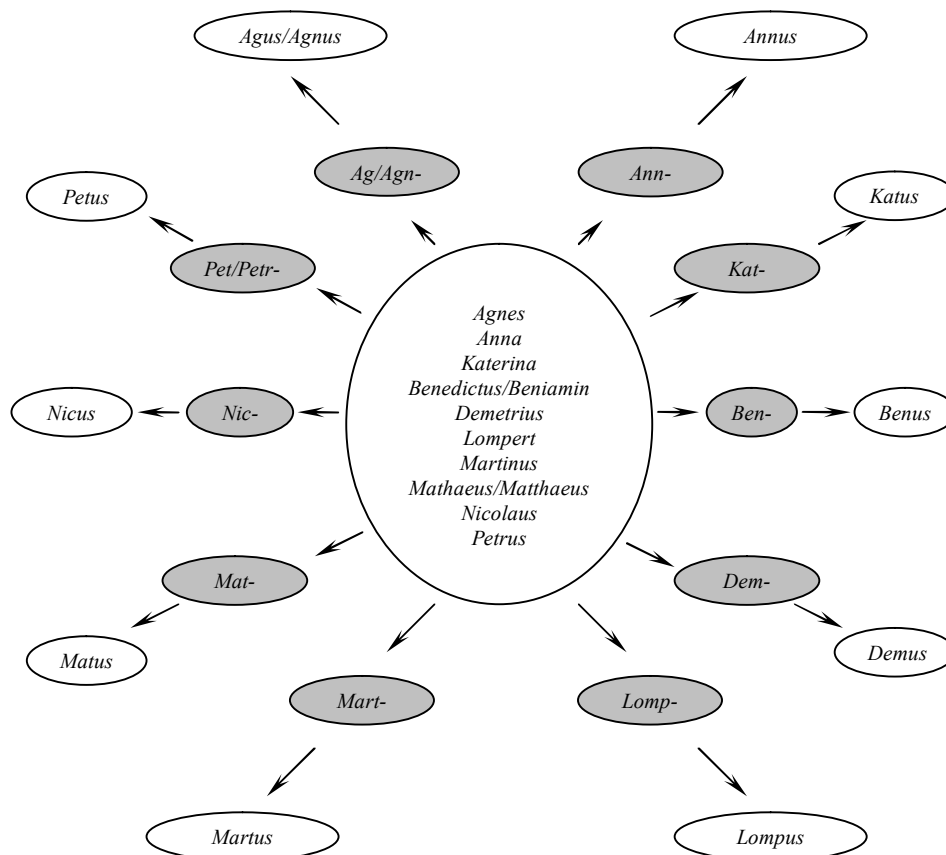 Agus/Agnus
Annus
Ag/Agn-
Ann-
Petus
Katus
Pet/Petr-
Kat-
Agnes
Anna
Katerina
Benedictus/Beniamin
Demetrius
Lompert
Martinus
Mathaeus/Matthaeus
Nicolaus
Petrus
Nicus
Nic-
Ben-
Benus
Mat-
Dem-
Matus
Demus
Mart-
Lomp-
Martus
Lompus